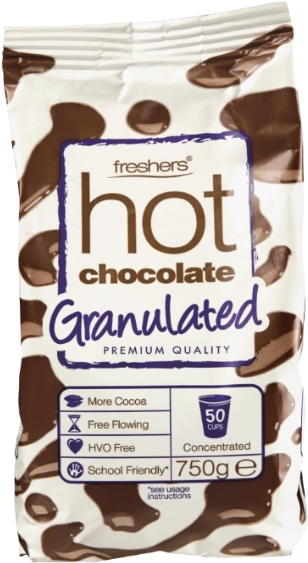 freshers®
hot
chocolate
Granulated
PREMIUM QUALITY
More Cocoa
Free Flowing
HVO Free
School Friendly*
50
CUPS
Concentrated
750g ℮
*see usage
instructions